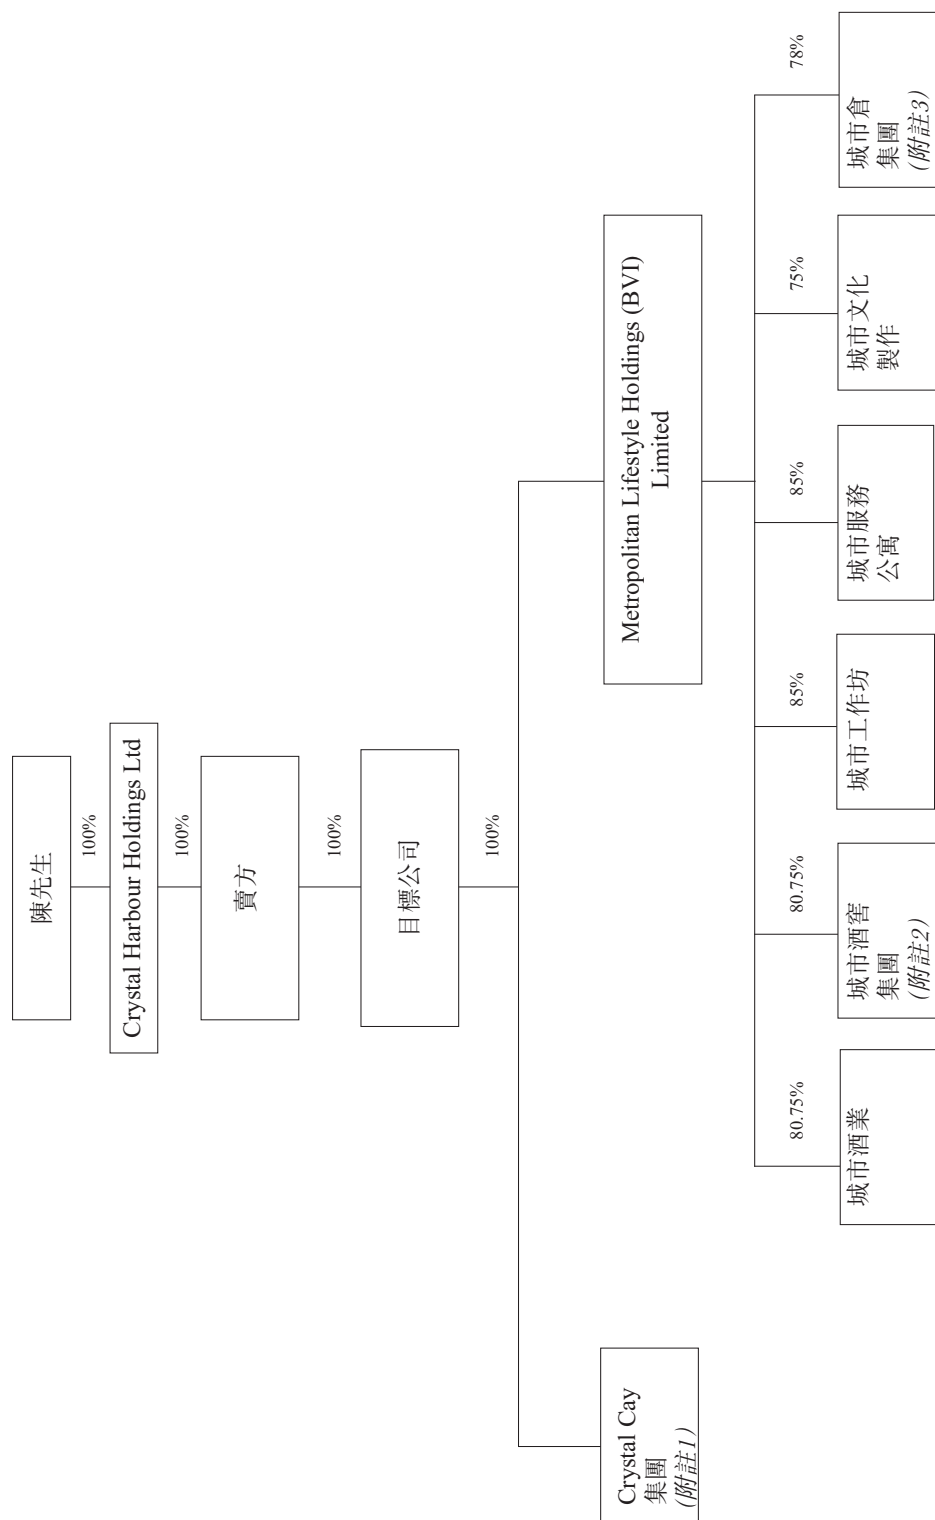 陳先生
100%
Crystal Harbour Holdings Ltd
100%
賣方
100%
目標公司
100%
Crystal Cay
集團
(附註1)
Metropolitan Lifestyle Holdings (BVI)
Limited
80.75%
城市酒業
80.75%
城市酒窖
集團
(附註2)
85%
城市工作坊
85%
城市服務
公寓
75%
城市文化
製作
78%
城市倉
集團
(附註3)